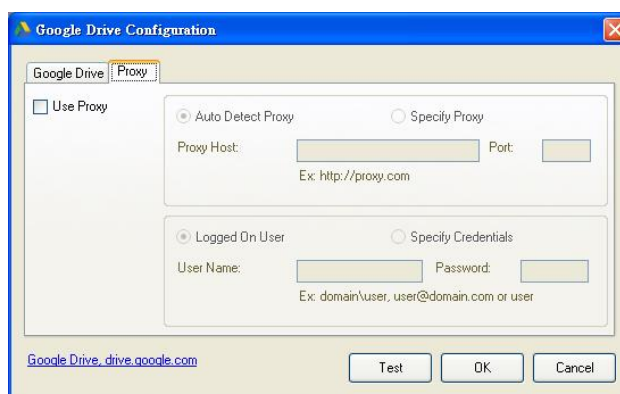 Google Drive Configuration
Google Drive Proxy
Use Proxy
Auto Detect Proxy Specify Proxy
Proxy Host: Port:
Ex: http://proxy.com
Logged On User Specify Credentials
User Name: Password:
Ex: domain\user, user@domain.com or user
Google Drive, drive.google.com
Test OK Cancel